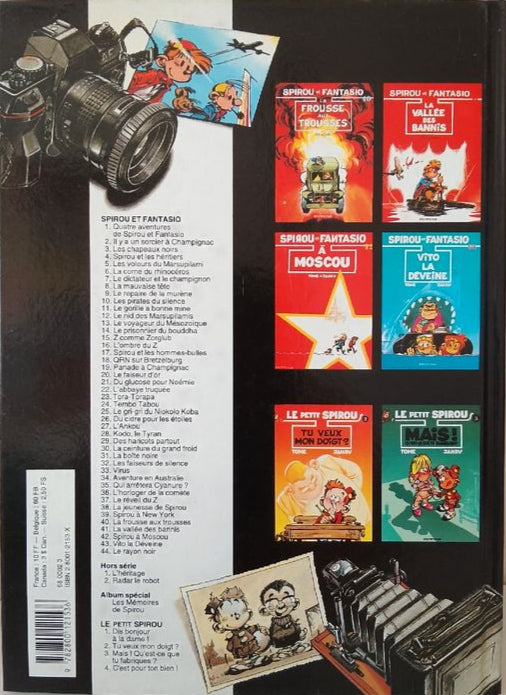 SPIROU ET FANTASIO
1. Quatre aventures
de Spirou et Fantasio
2. Il y a un sorcier à Champignac
3. Les chapeaux noirs
4. Spirou et les héritiers
5. Les voleurs du Marsupilami
6. La corne du rhinocéros
7. Le dictateur et le champignon
8. La mauvaise tête
9. Le repaire de la murène
10. Les pirates du silence
11. Le gorille a bonne mine
12. Le nid des Marsupilamis
13. Le voyageur du Mésozoïque
14. Le prisonnier du bouddha
15. Z comme Zorglub
16. L'ombre du Z
17. Spirou et les hommes-bulles
18. QRN sur Bretzelburg
19. Panade à Champignac
20. Le faiseur d'or
21. Du glucose pour Noémie
22. L'abbaye truquée
23. Tora-Torapa
24. Tembo Tabou
25. Le gri-gri du Niokolo Koba
26. Du cidre pour les étoiles
27. L'Ankou
28. Kodo, le Tyran
29. Des haricots partout
30. La ceinture du grand froid
31. La boîte noire
32. Les faiseurs de silence
33. Virus
34. Aventure en Australie
35. Qui arrêtera Cyanure ?
36. L'horloger de la comète
37. Le réveil du Z
38. La jeunesse de Spirou
39. Spirou à New York
40. La frousse aux trousses
41. La vallée des bannis
42. Spirou à Moscou
43. Vito la Déveine
44. Le rayon noir
Hors série
1. L'héritage
2. Radar le robot
Album spécial
Les Mémoires
de Spirou
LE PETIT SPIROU
1. Dis bonjour
à la dame !
2. Tu veux mon doigt ?
3. Mais ! Qu'est-ce que
tu fabriques ?
4. C'est pour ton bien !
SPIROU ET FANTASIO
LA
FROUSSE
AUX
TROUSSES
SPIROU ET FANTASIO
LA
VALLÉE
DES
BANNIS
SPIROU ET FANTASIO
À
MOSCOU
TOME JANRY
SPIROU ET FANTASIO
VITO
LA
DÉVEINE
TOME JANRY
LE PETIT SPIROU
TU VEUX
MON DOIGT ?
TOME JANRY
LE PETIT SPIROU
MAIS !
TOME JANRY
ISBN 2-8001-2153-X
9 782800 121536